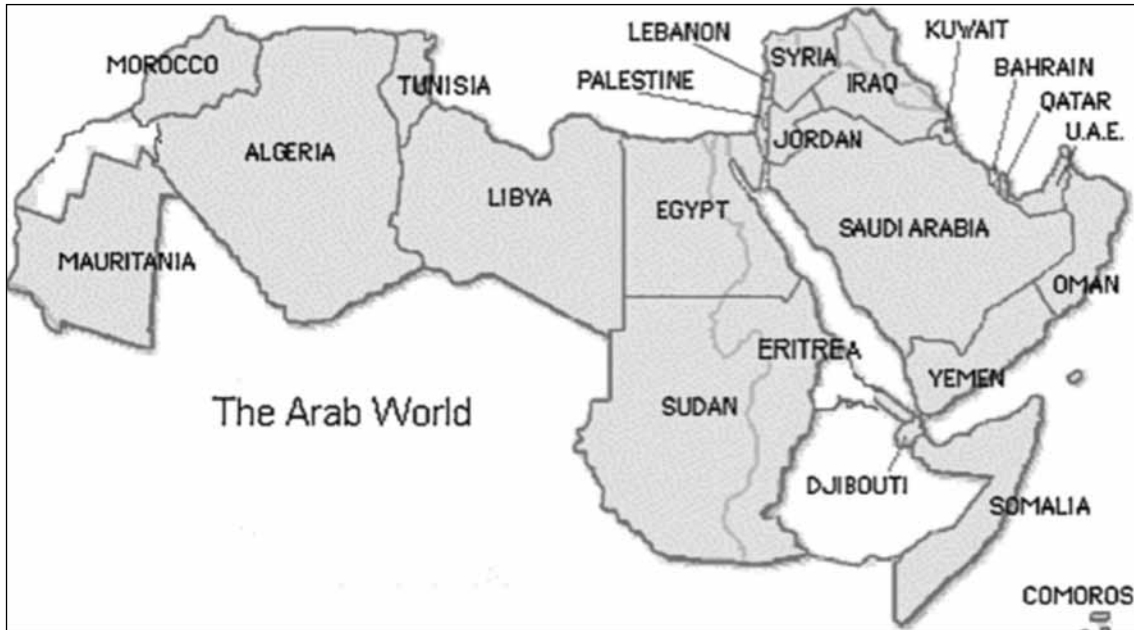 LEBANON
KUWAIT
MOROCCO
SYRIA
BAHRAIN
PALESTINE
TUNISIA
IRAQ
QATAR
U.A.E.
JORDAN
ALGERIA
LIBYA
EGYPT
SAUDI ARABIA
MAURITANIA
OMAN
ERITREA
YEMEN
The Arab World
SUDAN
DJIBOUTI
SOMALIA
COMOROS